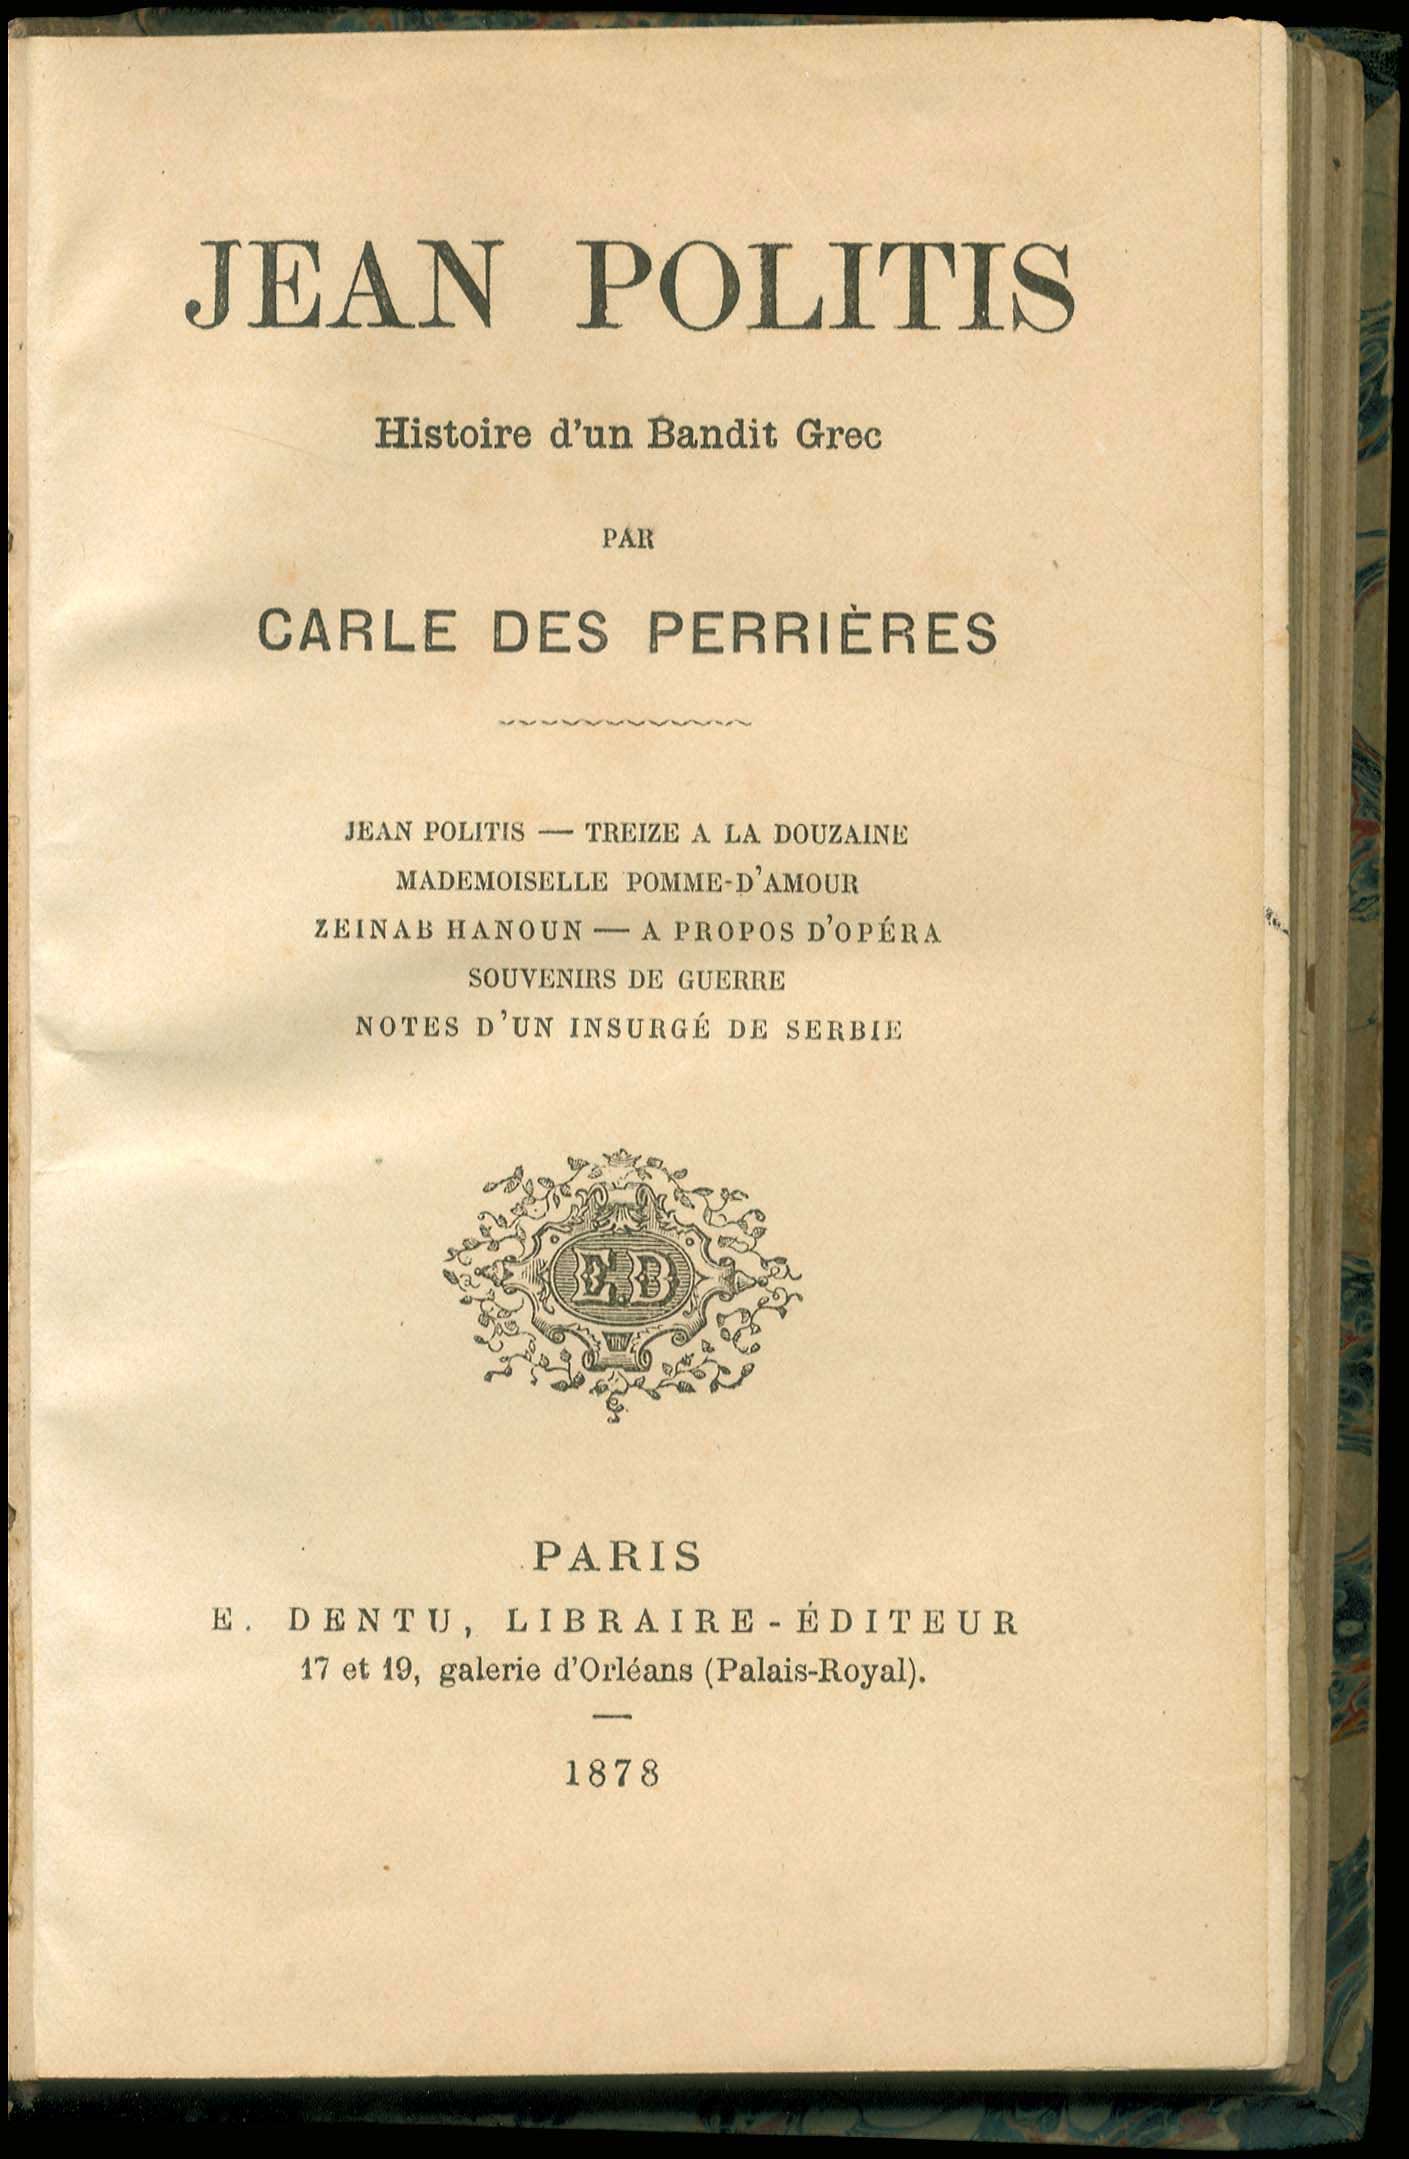 JEAN POLITIS
Histoire d'un Bandit Grec
PAR
CARLE DES PERRIÈRES
JEAN POLITIS — TREIZE A LA DOUZAINE
MADEMOISELLE POMME-D'AMOUR
ZEINAB HANOUN — A PROPOS D'OPÉRA
SOUVENIRS DE GUERRE
NOTES D'UN INSURGÉ DE SERBIE
E.D
PARIS
E. DENTU, LIBRAIRE-ÉDITEUR
17 et 19, galerie d'Orléans (Palais-Royal).
1878